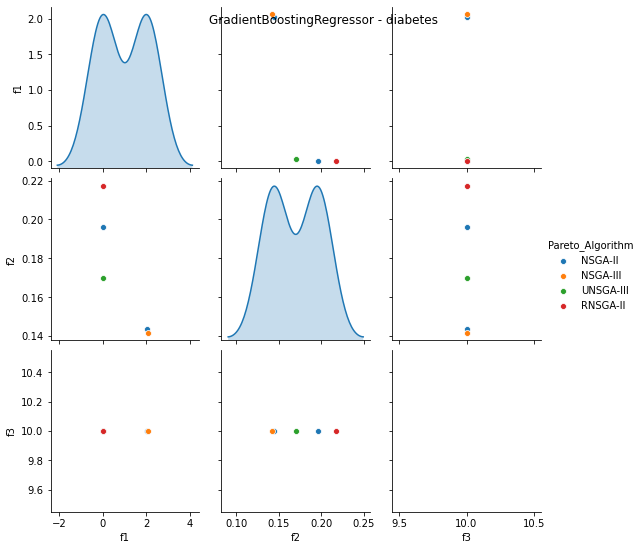 GradientBoostingRegressor - diabetes
2.0
1.5
1.0
0.5
0.0
f1
0.22
0.20
0.18
0.16
0.14
f2
Pareto_Algorithm
NSGA-II
NSGA-III
UNSGA-III
RNSGA-II
10.4
10.2
10.0
9.8
9.6
f3
−2 0 2 4
0.10 0.15 0.20 0.25
9.5 10.0 10.5
f1
f2
f3